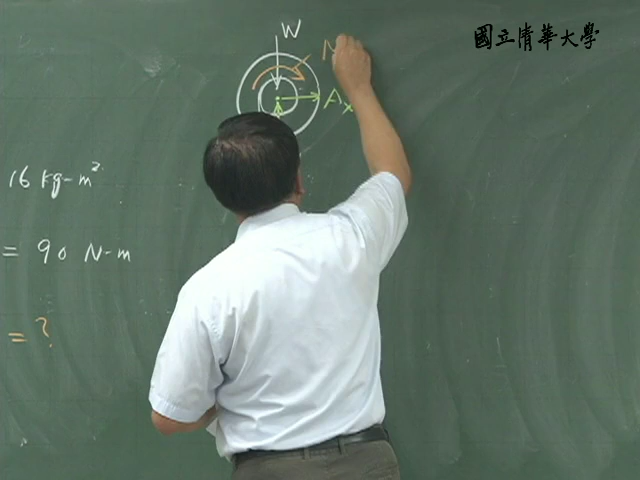 國立清華大學
W
Ax
16 kg-m²
= 90 N-m
= ?